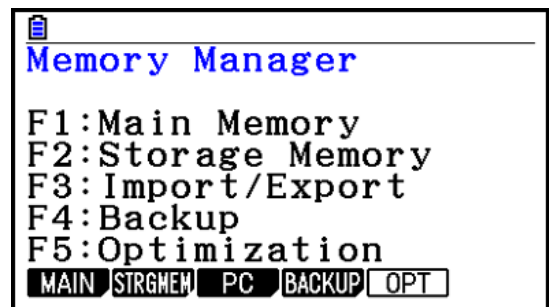 Memory Manager
F1:Main Memory
F2:Storage Memory
F3:Import/Export
F4:Backup
F5:Optimization
MAIN STRGMEM PC BACKUP OPT